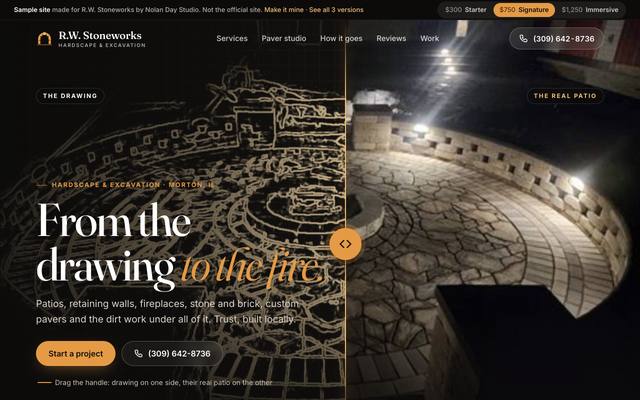 Sample site made for R.W. Stoneworks by Nolan Day Studio. Not the official site. Make it mine · See all 3 versions
$300 Starter $750 Signature $1,250 Immersive
R.W. Stoneworks
HARDSCAPE & EXCAVATION
Services Paver studio How it goes Reviews Work
(309) 642-8736
THE DRAWING
THE REAL PATIO
HARDSCAPE & EXCAVATION · MORTON, IL
From the
drawing to the fire.
Patios, retaining walls, fireplaces, stone and brick, custom
pavers and the dirt work under all of it. Trust, built locally.
Start a project
(309) 642-8736
Drag the handle: drawing on one side, their real patio on the other